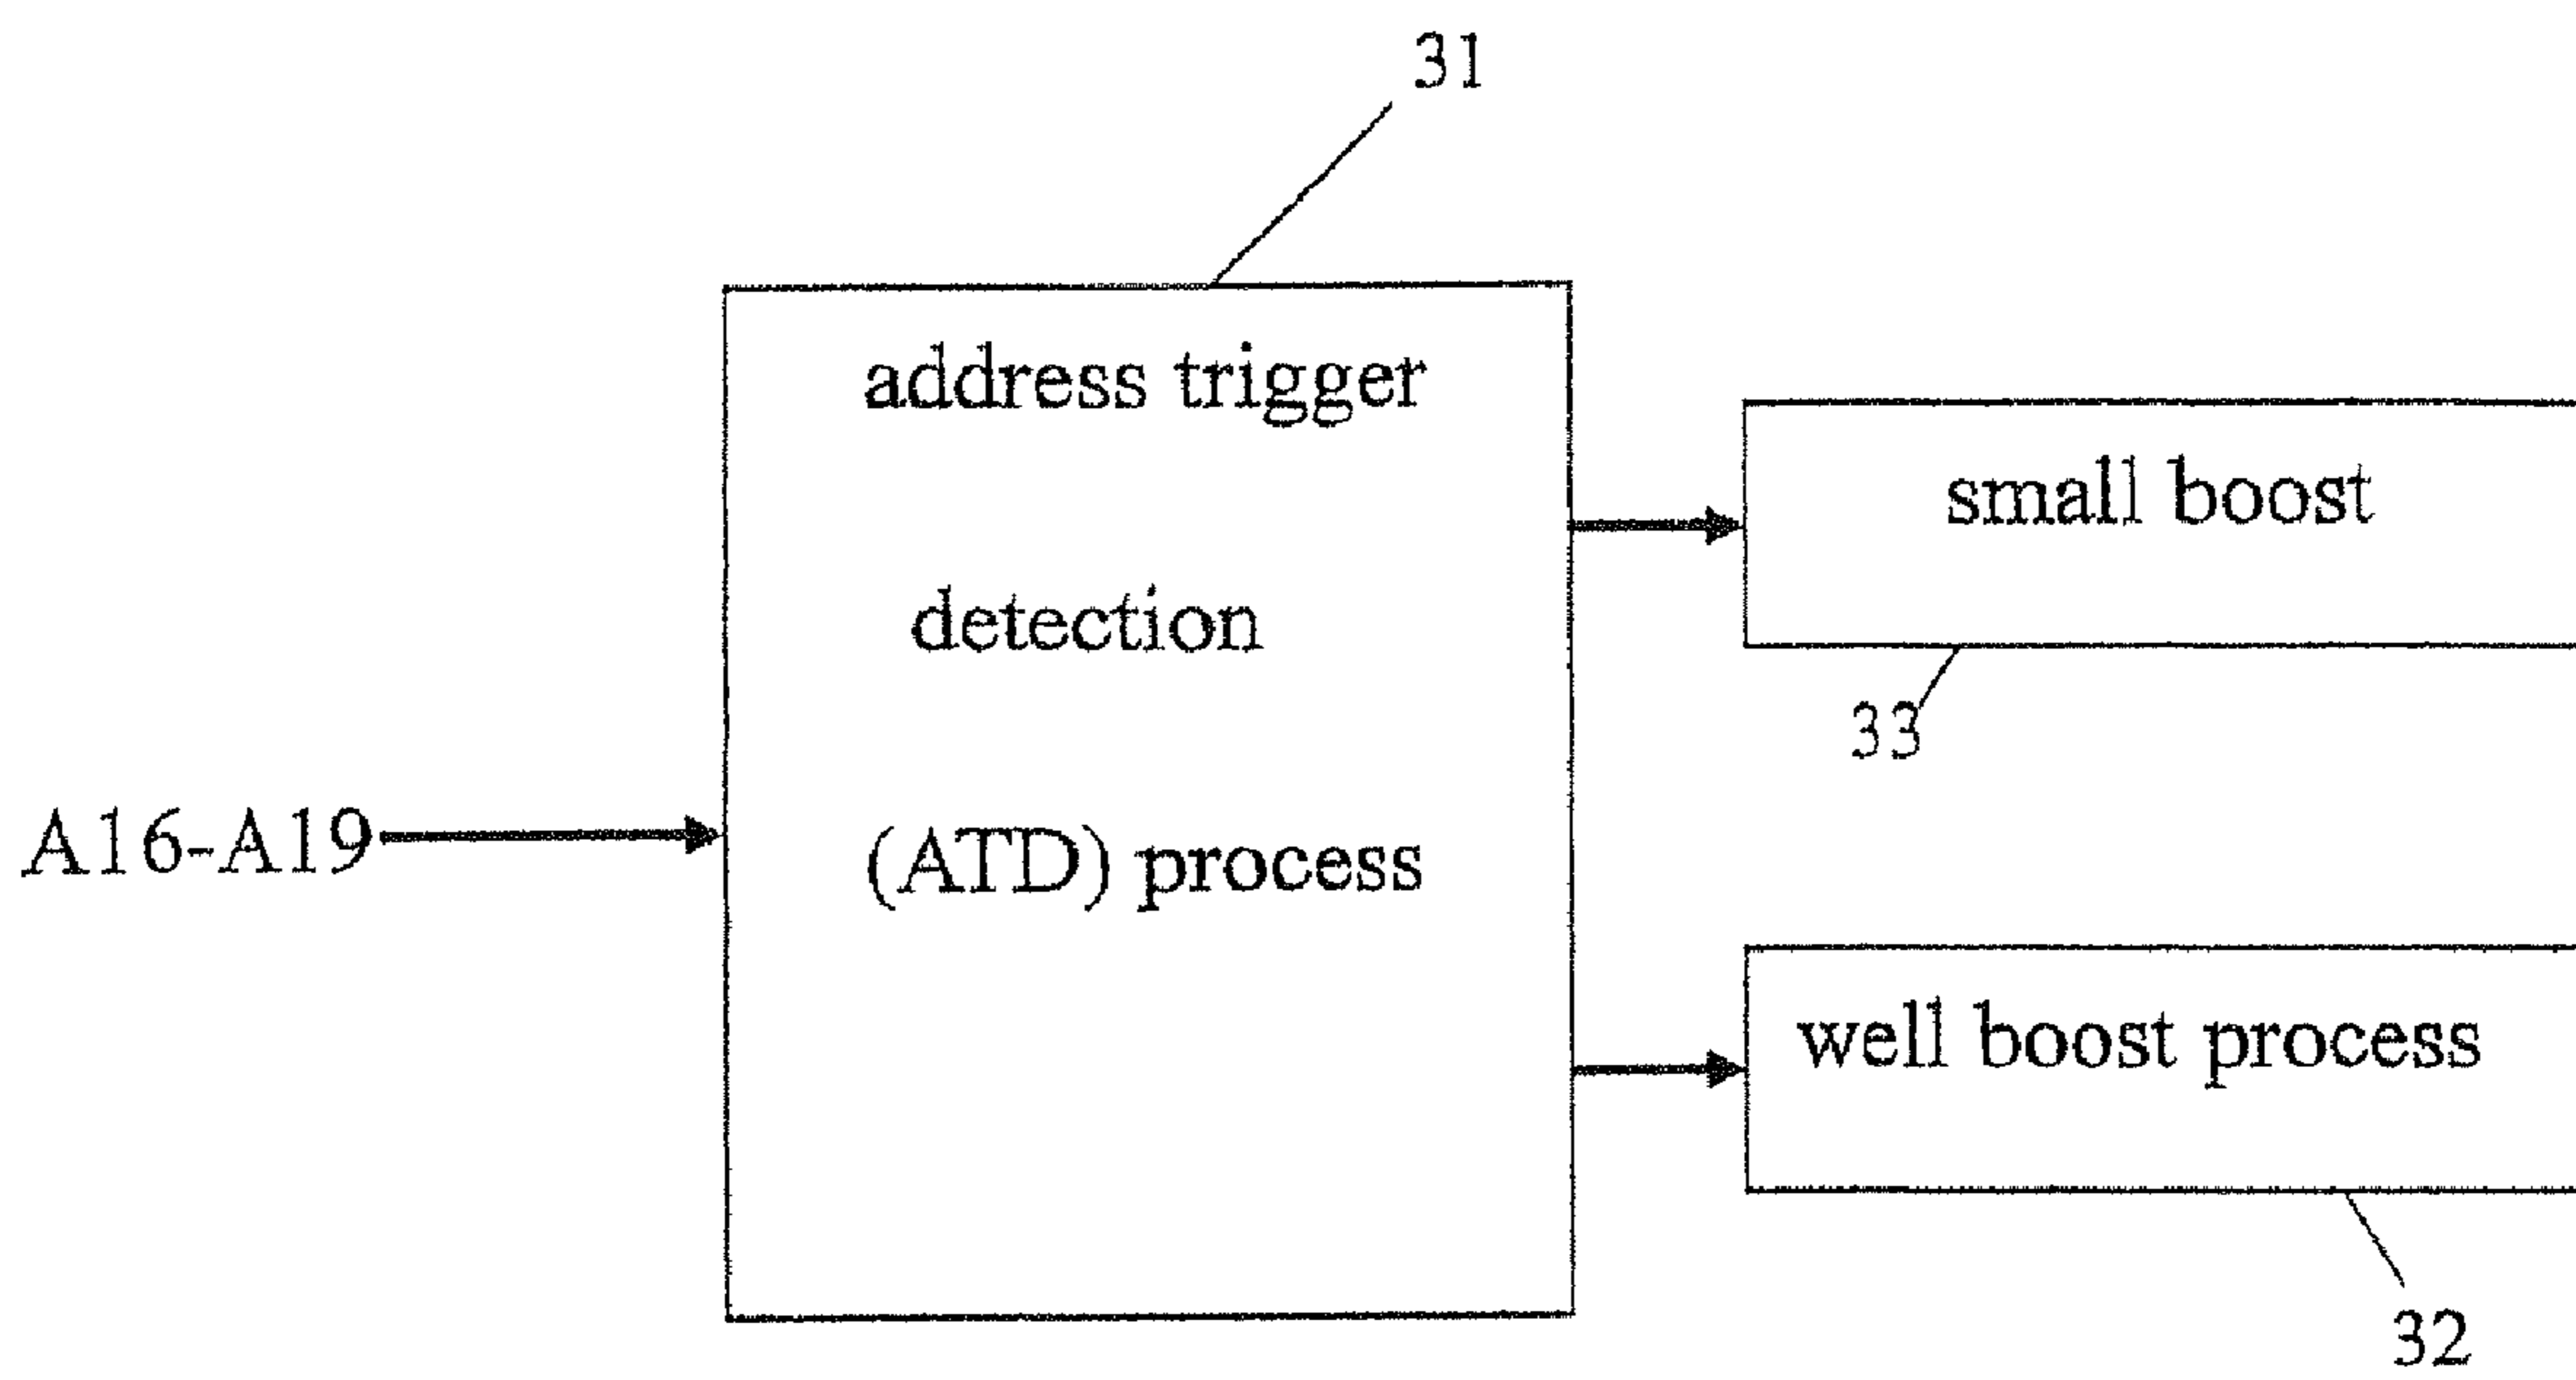 31
address trigger
small boost
detection
33
A16-A19
(ATD) process
well boost process
32